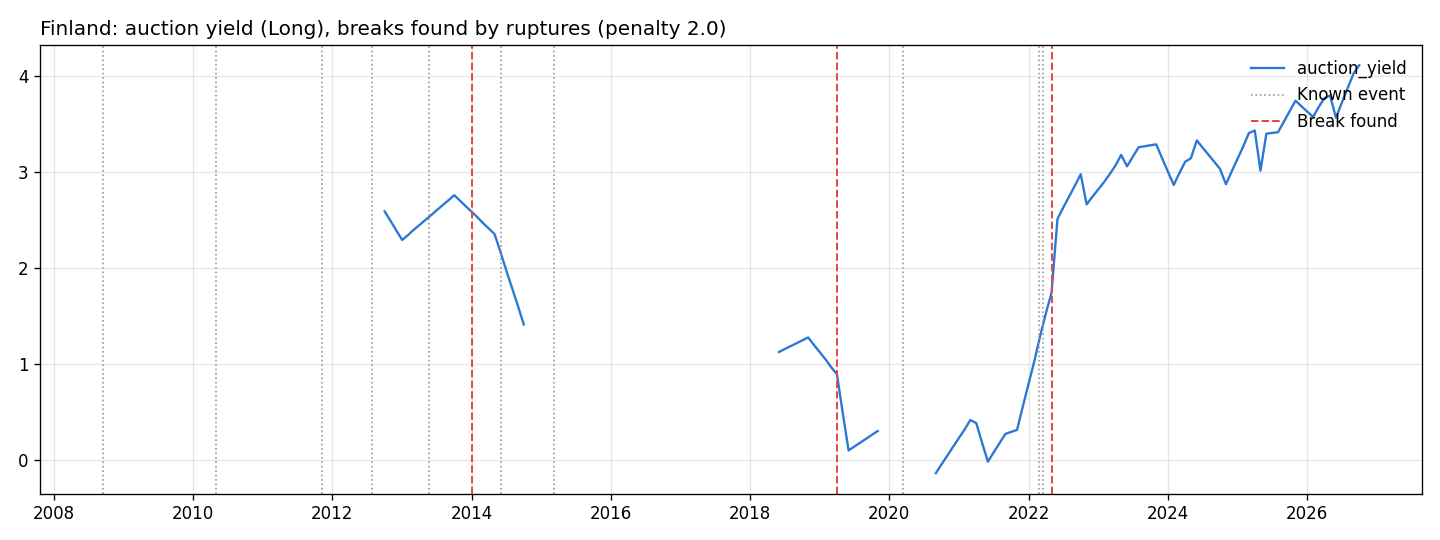 Finland: auction yield (Long), breaks found by ruptures (penalty 2.0)
auction_yield
Known event
Break found
4
3
2
1
0
2008 2010 2012 2014 2016 2018 2020 2022 2024 2026